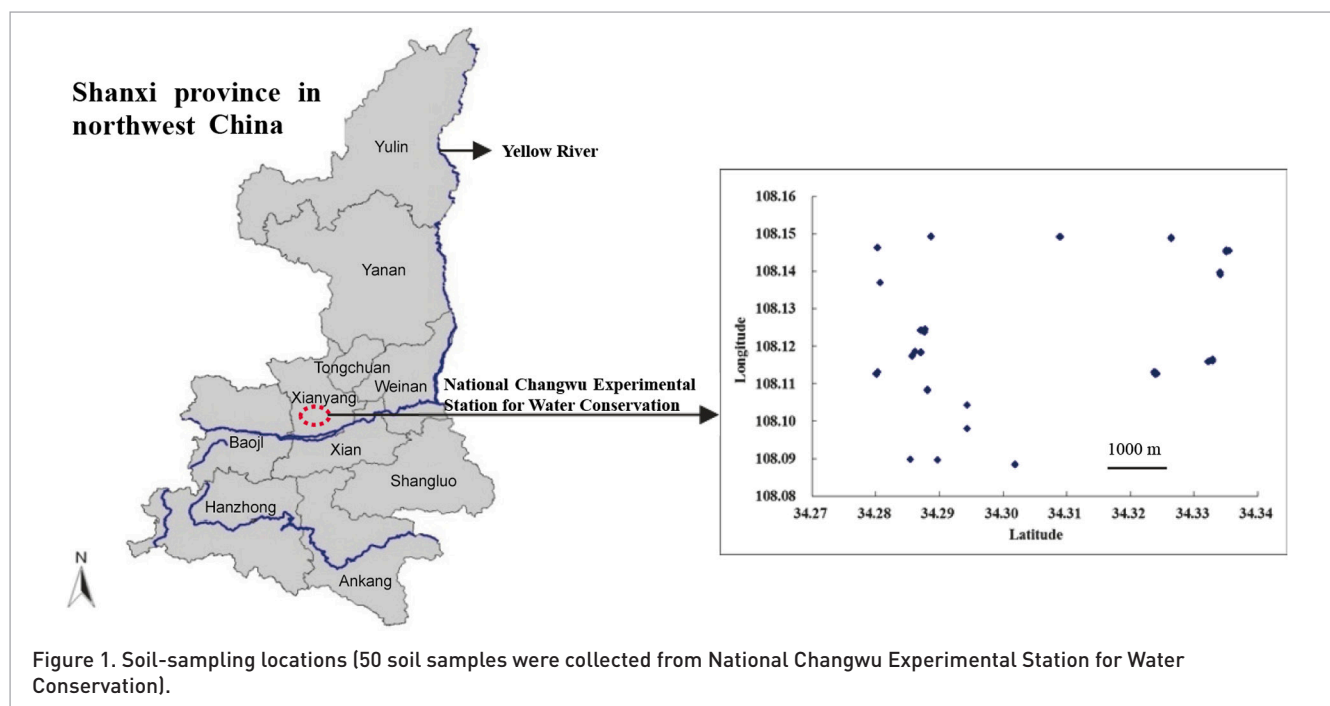 Shanxi province in
northwest China
Yulin
Yellow River
Yanan
Tongchuan
Weinan
Xianyang
National Changwu Experimental
Station for Water Conservation
Baojl
Xian
Shangluo
Hanzhong
Ankang
N
108.16
108.15
108.14
108.13
108.12
108.11
108.10
108.09
108.08
Longitude
1000 m
34.27 34.28 34.29 34.30 34.31 34.32 34.33 34.34
Latitude
Figure 1. Soil-sampling locations (50 soil samples were collected from National Changwu Experimental Station for Water
Conservation).